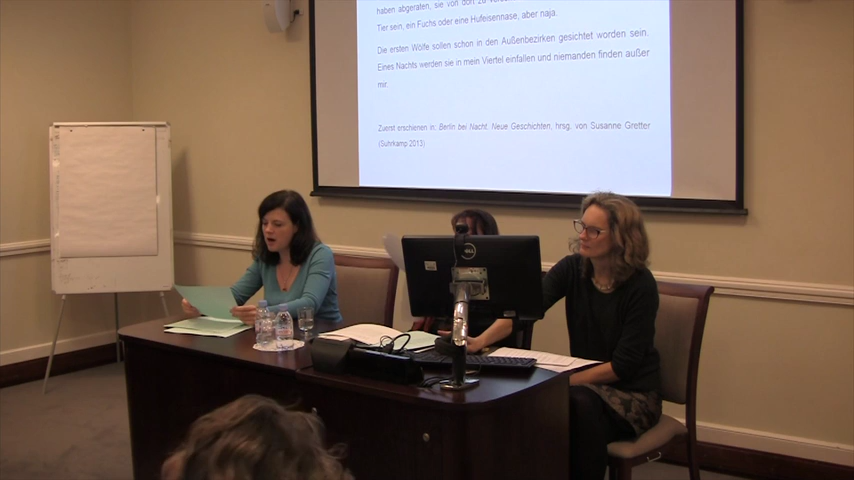 haben abgeraten, sie von dort zu
Tier sein, ein Fuchs oder eine Hufeisennase, aber naja.
Die ersten Wölfe sollen schon in den Außenbezirken gesichtet worden sein.
Eines Nachts werden sie in mein Viertel einfallen und niemanden finden außer
mir.
Zuerst erschienen in: Berlin bei Nacht. Neue Geschichten, hrsg. von Susanne Gretter
(Suhrkamp 2013)
DELL